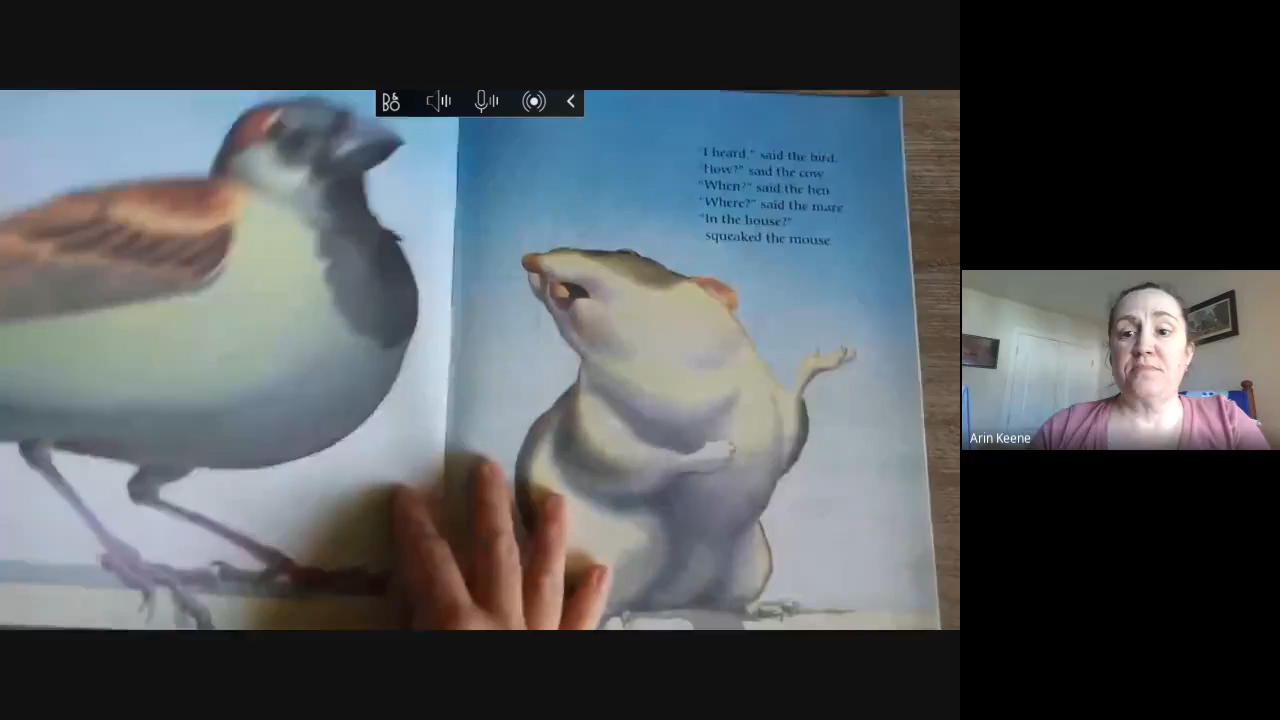 B&O
"I heard," said the bird.
"How?" said the cow
"When?" said the hen
"Where?" said the mare
"In the house?"
squeaked the mouse
Arin Keene